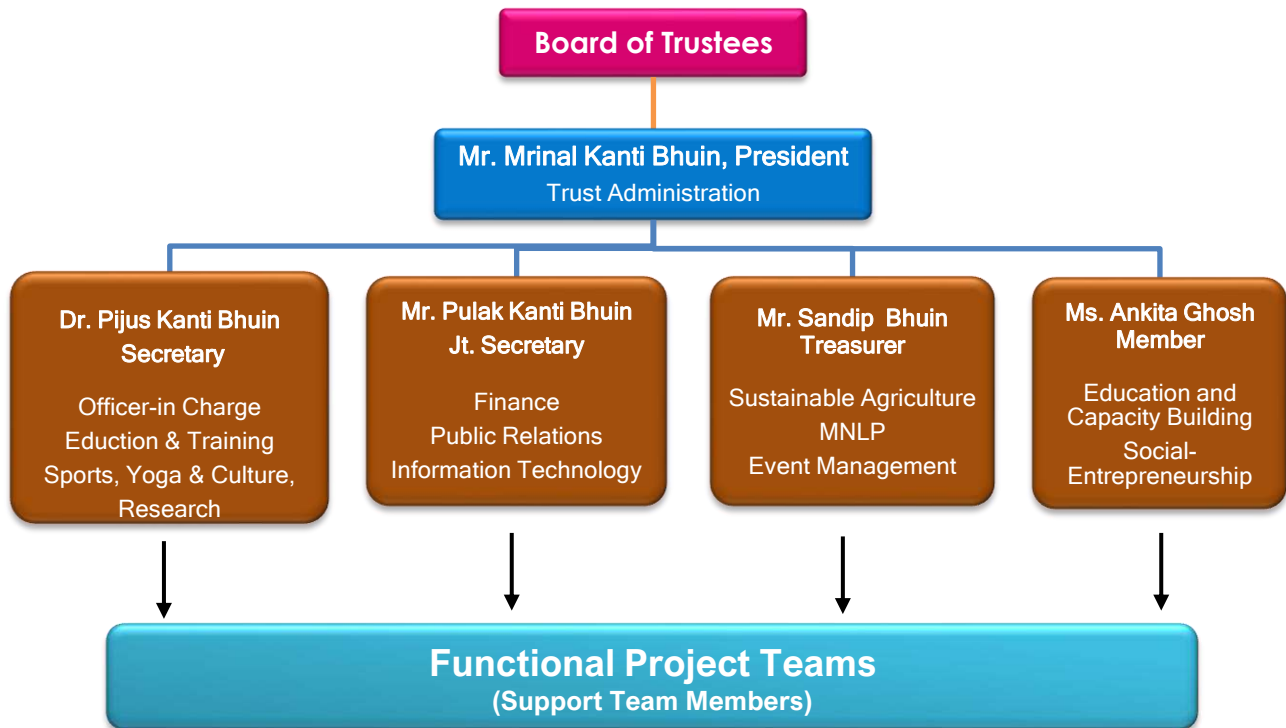 Board of Trustees
Mr. Mrinal Kanti Bhuin, President
Trust Administration
Dr. Pijus Kanti Bhuin
Secretary
Officer-in Charge
Eduction & Training
Sports, Yoga & Culture,
Research
Mr. Pulak Kanti Bhuin
Jt. Secretary
Finance
Public Relations
Information Technology
Mr. Sandip Bhuin
Treasurer
Sustainable Agriculture
MNLP
Event Management
Ms. Ankita Ghosh
Member
Education and
Capacity Building
Social-
Entrepreneurship
Functional Project Teams
(Support Team Members)